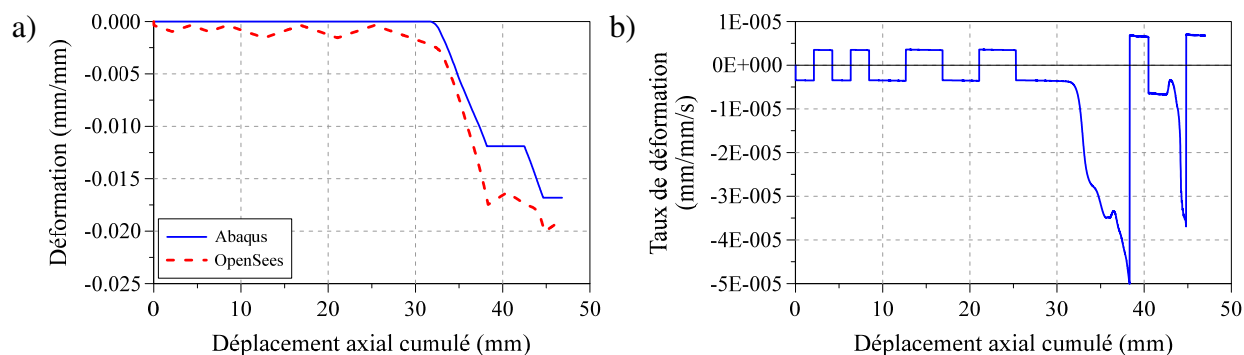 a)
0.000
-0.005
-0.010
-0.015
-0.020
-0.025
Déformation (mm/mm)
Abaqus
OpenSees
0 10 20 30 40 50
Déplacement axial cumulé (mm)
b)
1E-005
0E+000
-1E-005
-2E-005
-3E-005
-4E-005
-5E-005
Taux de déformation
(mm/mm/s)
0 10 20 30 40 50
Déplacement axial cumulé (mm)